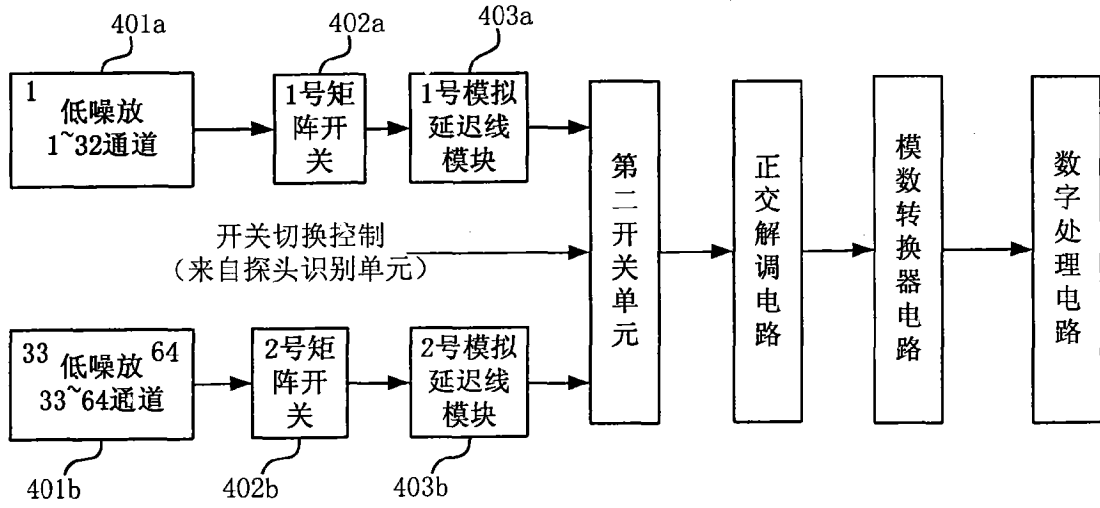 401a
402a
403a
1
低噪放
1~32通道
1号矩
阵开
关
1号模拟
延迟线
模块
开关切换控制
(来自探头识别单元)
33
低噪放
64
33~64通道
2号矩
阵开
关
2号模拟
延迟线
模块
第二开关单元
正交解调电路
模数转换器电路
数字处理电路
401b
402b
403b